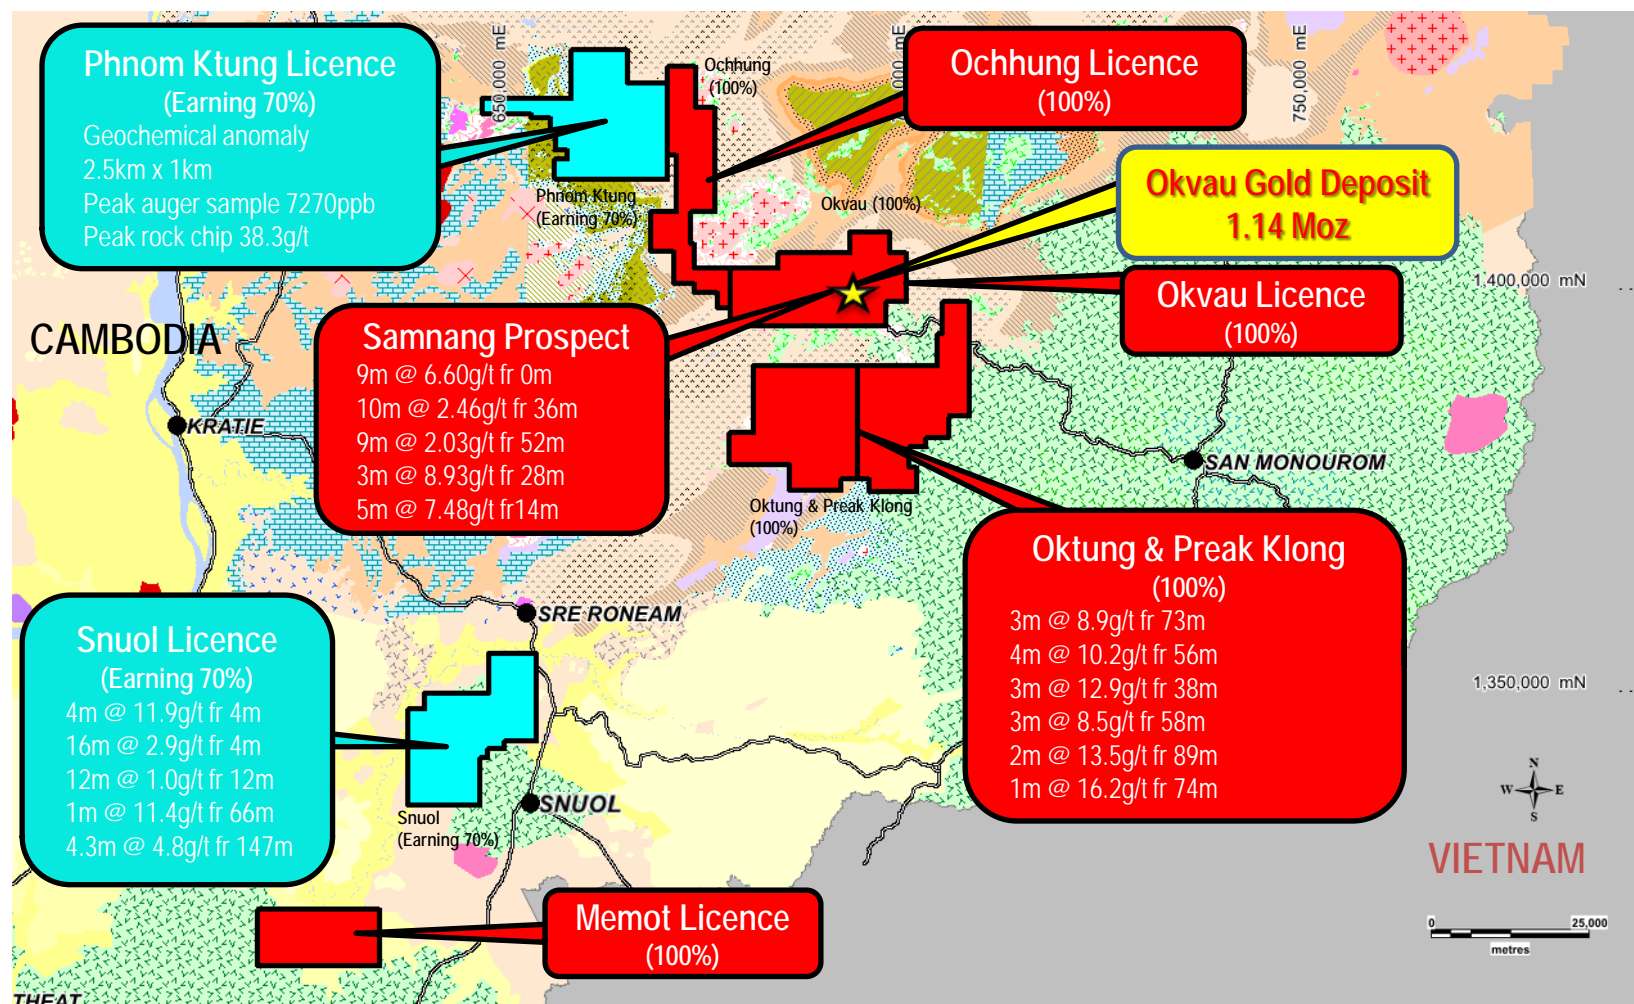 Phnom Ktung Licence
(Earning 70%)
Geochemical anomaly
2.5km x 1km
Peak auger sample 7270ppb
Peak rock chip 38.3g/t
650,000 mE
Ochhung
(100%)
mE
Ochhung Licence
(100%)
750,000 mE
Okvau Gold Deposit
1.14 Moz
Phnom Ktung
(Earning 70%)
Okvau (100%)
1,400,000 mN
Okvau Licence
(100%)
CAMBODIA
Samnang Prospect
9m @ 6.60g/t fr 0m
10m @ 2.46g/t fr 36m
9m @ 2.03g/t fr 52m
3m @ 8.93g/t fr 28m
5m @ 7.48g/t fr14m
KRATIE
SAN MONOUROM
Oktung & Preak Klong
(100%)
Oktung & Preak Klong
(100%)
3m @ 8.9g/t fr 73m
4m @ 10.2g/t fr 56m
3m @ 12.9g/t fr 38m
3m @ 8.5g/t fr 58m
2m @ 13.5g/t fr 89m
1m @ 16.2g/t fr 74m
SRE RONEAM
Snuol Licence
(Earning 70%)
4m @ 11.9g/t fr 4m
16m @ 2.9g/t fr 4m
12m @ 1.0g/t fr 12m
1m @ 11.4g/t fr 66m
4.3m @ 4.8g/t fr 147m
1,350,000 mN
SNUOL
Snuol
(Earning 70%)
N
W E
S
VIETNAM
0 25,000
metres
Memot Licence
(100%)
THEAT